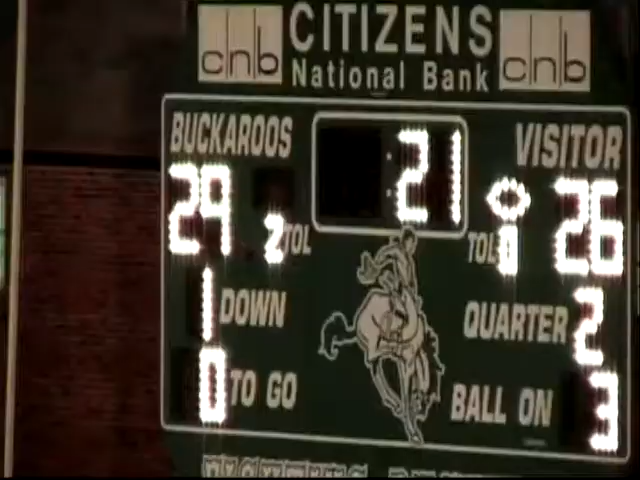 cnb CITIZENS National Bank cnb
BUCKAROOS :21 VISITOR
29 2 TOL TOL 0 26
1 DOWN QUARTER 2
0 TO GO BALL ON 3